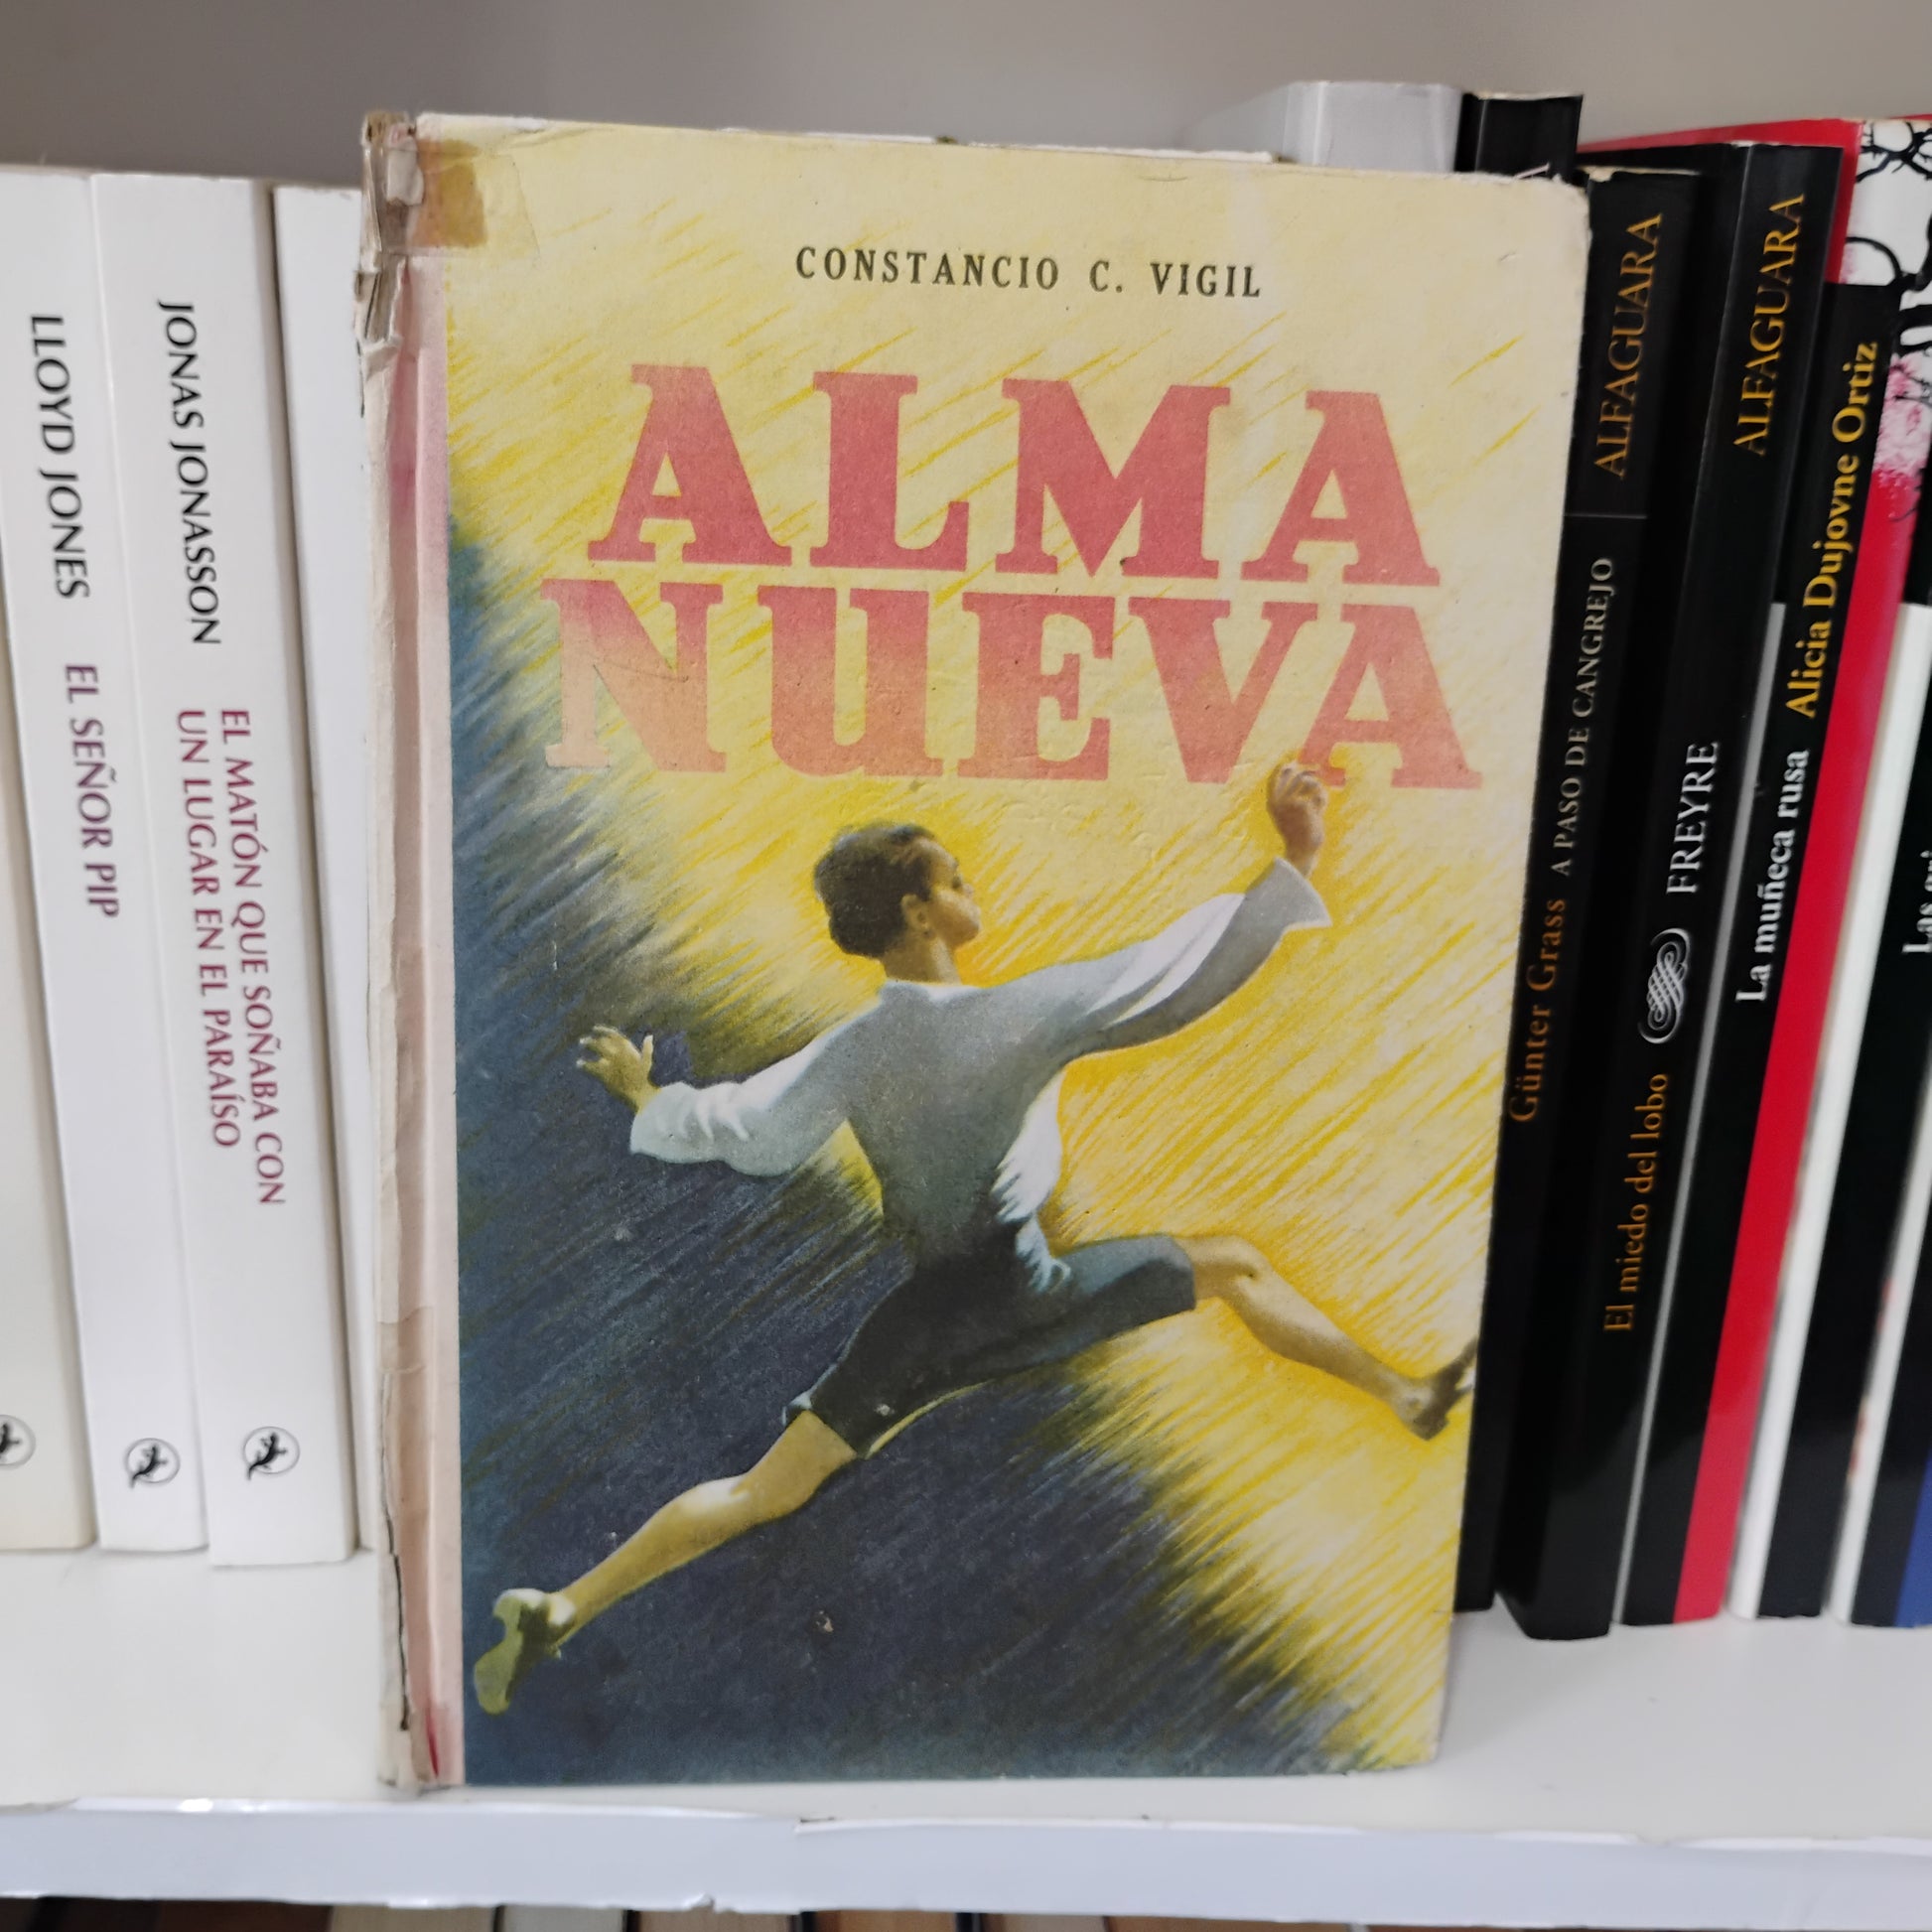 LLOYD JONES EL SEÑOR PIP
JONAS JONASSON EL MATÓN QUE SOÑABA CON
UN LUGAR EN EL PARAÍSO
CONSTANCIO C. VIGIL
ALMA
NUEVA
Günter Grass A PASO DE CANGREJO ALFAGUARA
El miedo del lobo FREYRE ALFAGUARA
La muñeca rusa Alicia Dujovne Ortiz
Las